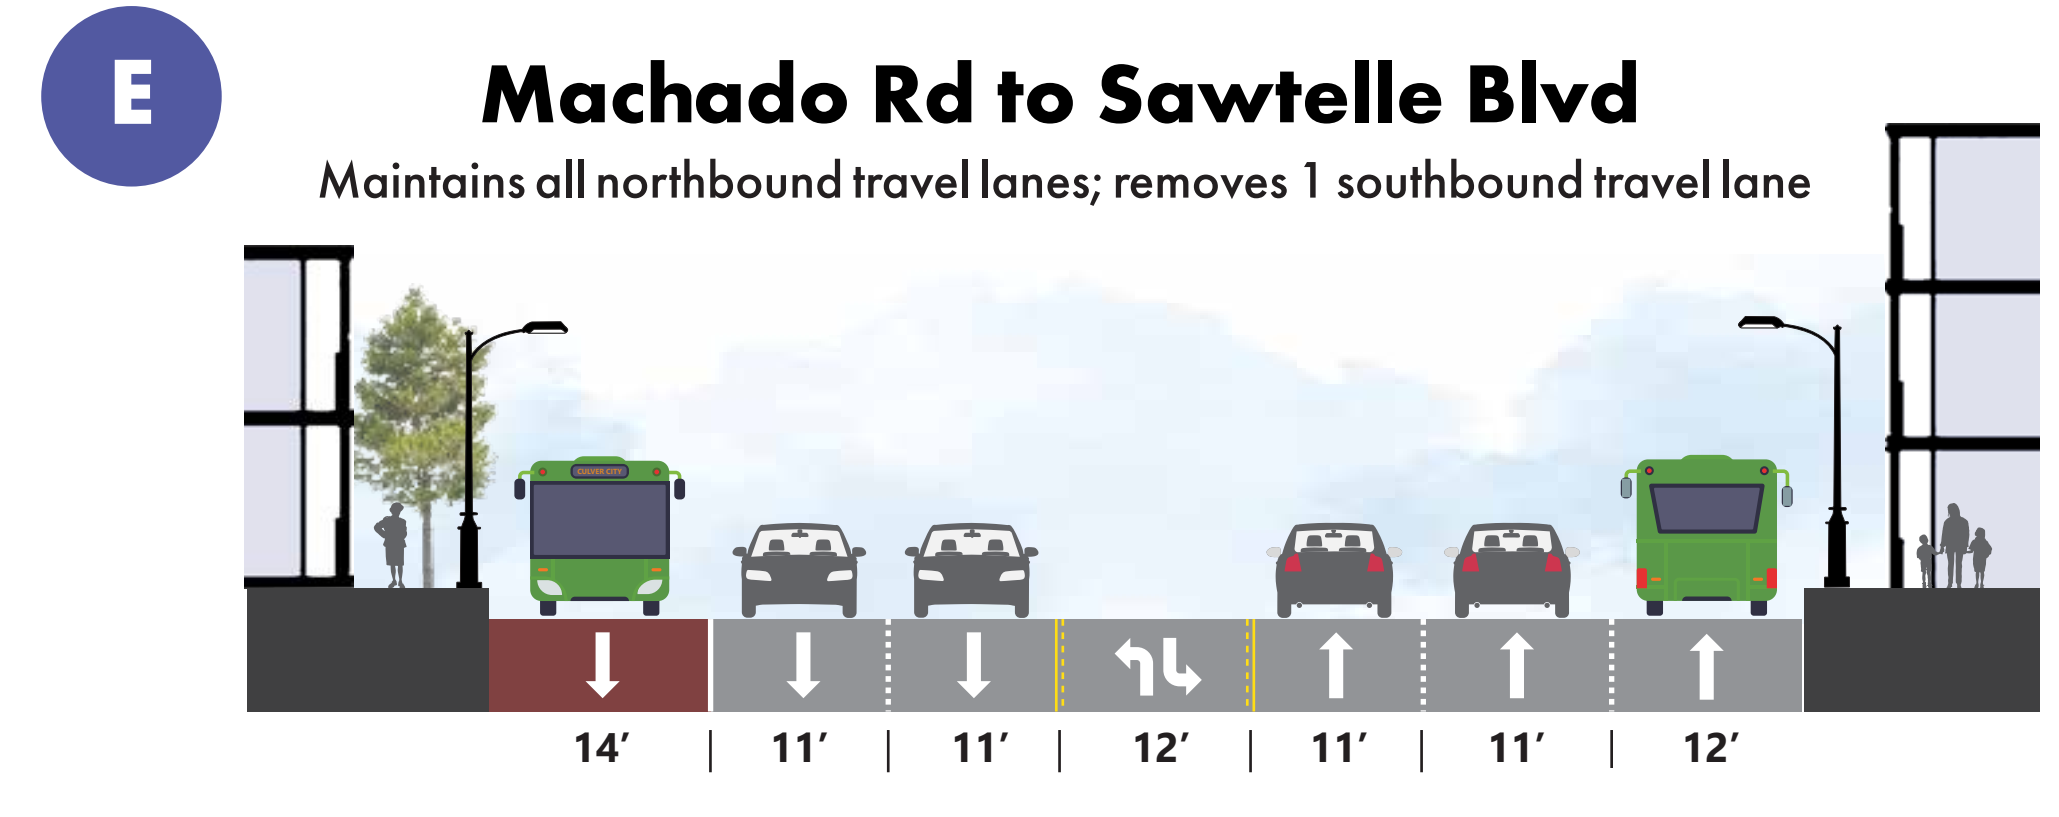 E
Machado Rd to Sawtelle Blvd
Maintains all northbound travel lanes; removes 1 southbound travel lane
CULVER CITY
14’ | 11’ | 11’ | 12’ | 11’ | 11’ | 12’